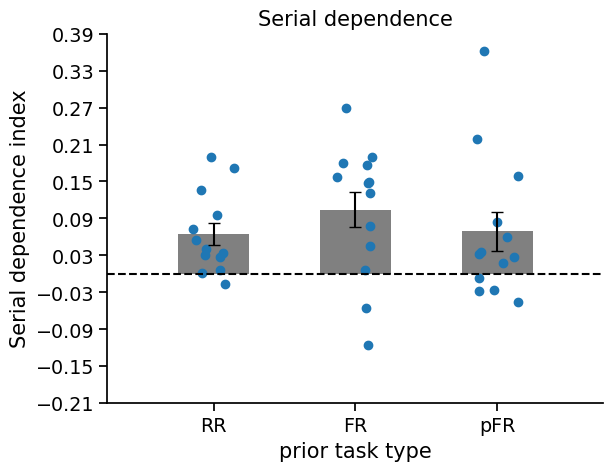 Serial dependence
Serial dependence index
0.39
0.33
0.27
0.21
0.15
0.09
0.03
−0.03
−0.09
−0.15
−0.21
RR FR pFR
prior task type